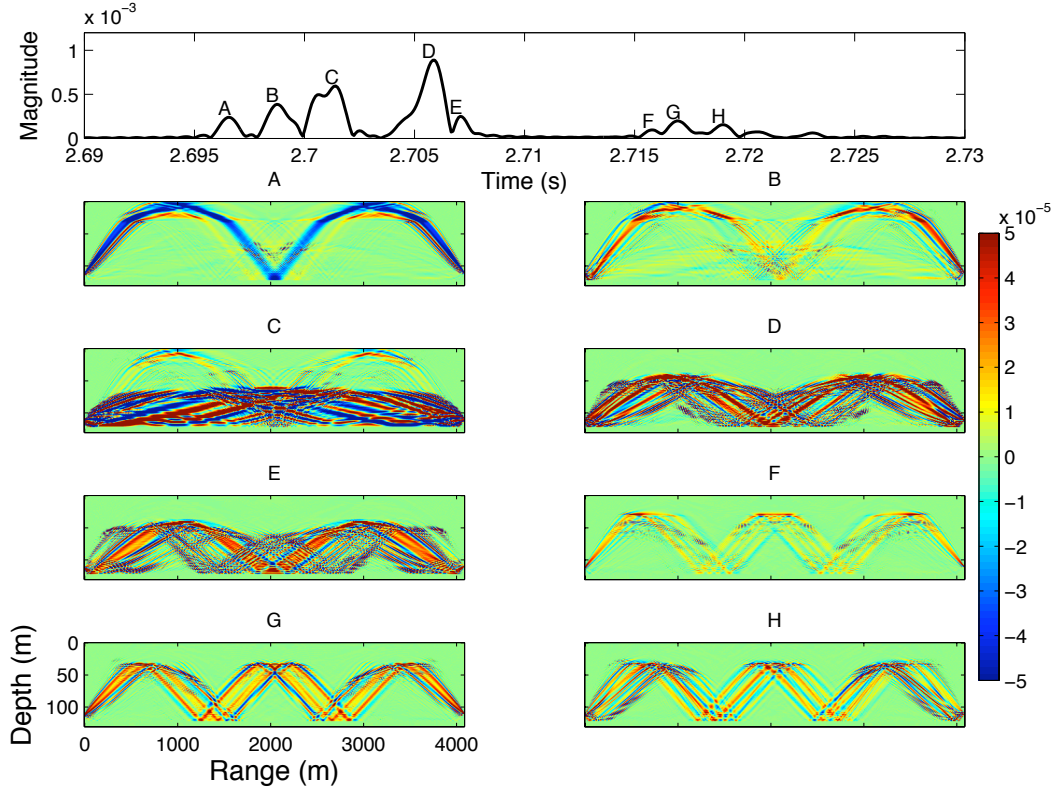 x 10⁻³
Magnitude
1
0.5
0
A
B
C
D
E
F
G
H
2.69
2.695
2.7
2.705
2.71
2.715
2.72
2.725
2.73
Time (s)
A
B
C
D
E
F
G
H
x 10⁻⁵
5
4
3
2
1
0
−1
−2
−3
−4
−5
Depth (m)
0
50
100
0
1000
2000
3000
4000
Range (m)